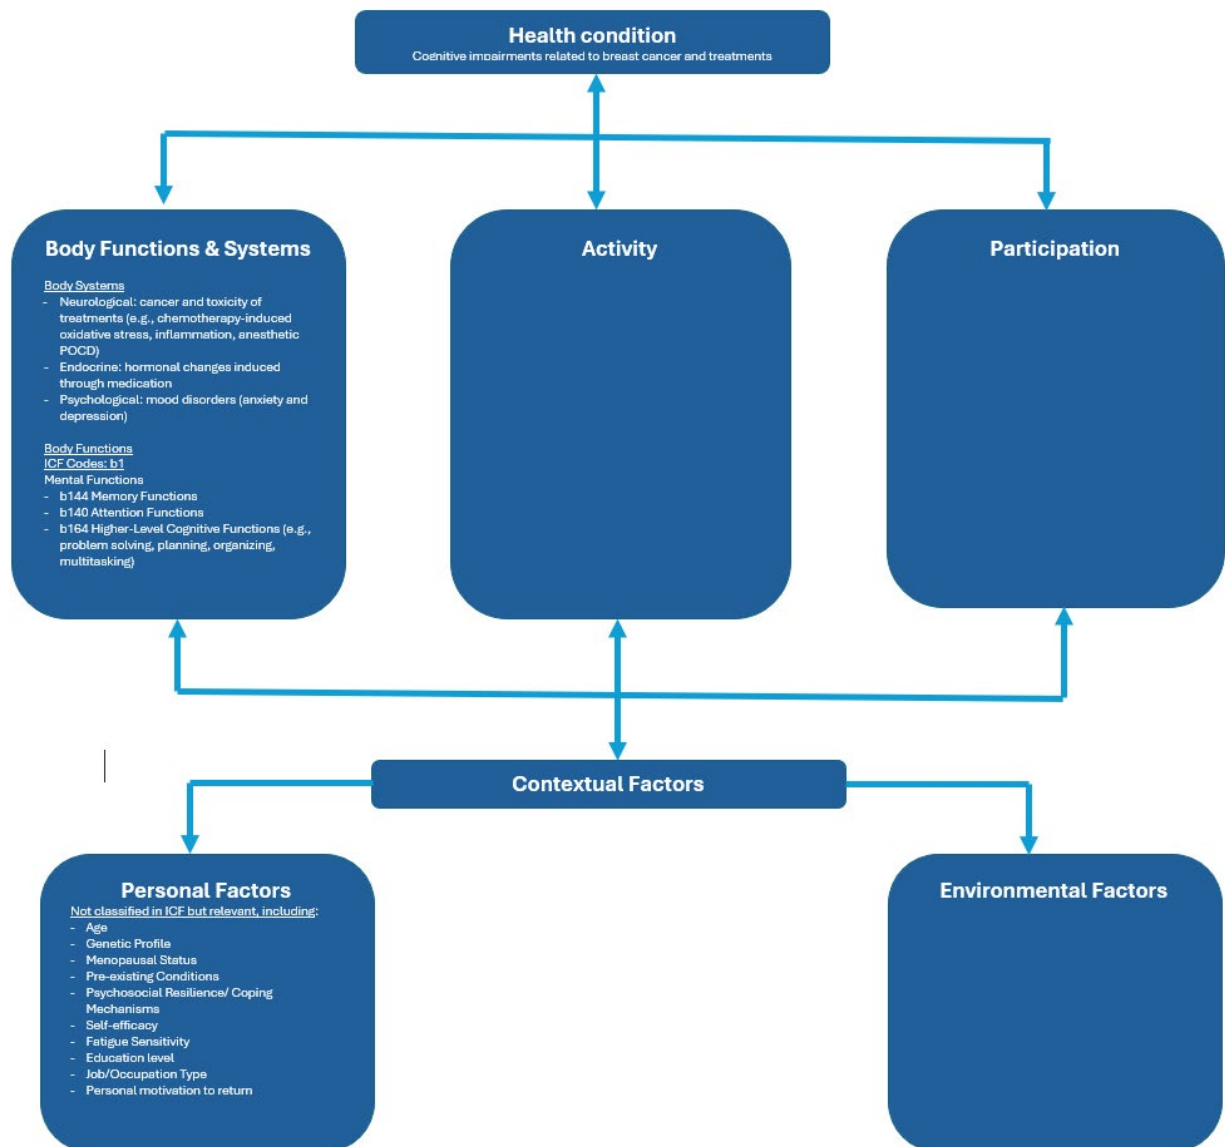 Health condition
Cognitive impairments related to breast cancer and treatments
Body Functions & Systems
Body Systems
- Neurological: cancer and toxicity of
treatments (e.g., chemotherapy-induced
oxidative stress, inflammation, anesthetic
POCD)
- Endocrine: hormonal changes induced
through medication
- Psychological: mood disorders (anxiety and
depression)
Body Functions
ICF Codes: b1
Mental Functions
- b144 Memory Functions
- b140 Attention Functions
- b164 Higher-Level Cognitive Functions (e.g.,
problem solving, planning, organizing,
multitasking)
Activity
Participation
Contextual Factors
Personal Factors
Not classified in ICF but relevant, including:
- Age
- Genetic Profile
- Menopausal Status
- Pre-existing Conditions
- Psychosocial Resilience/ Coping
Mechanisms
- Self-efficacy
- Fatigue Sensitivity
- Education level
- Job/Occupation Type
- Personal motivation to return
Environmental Factors